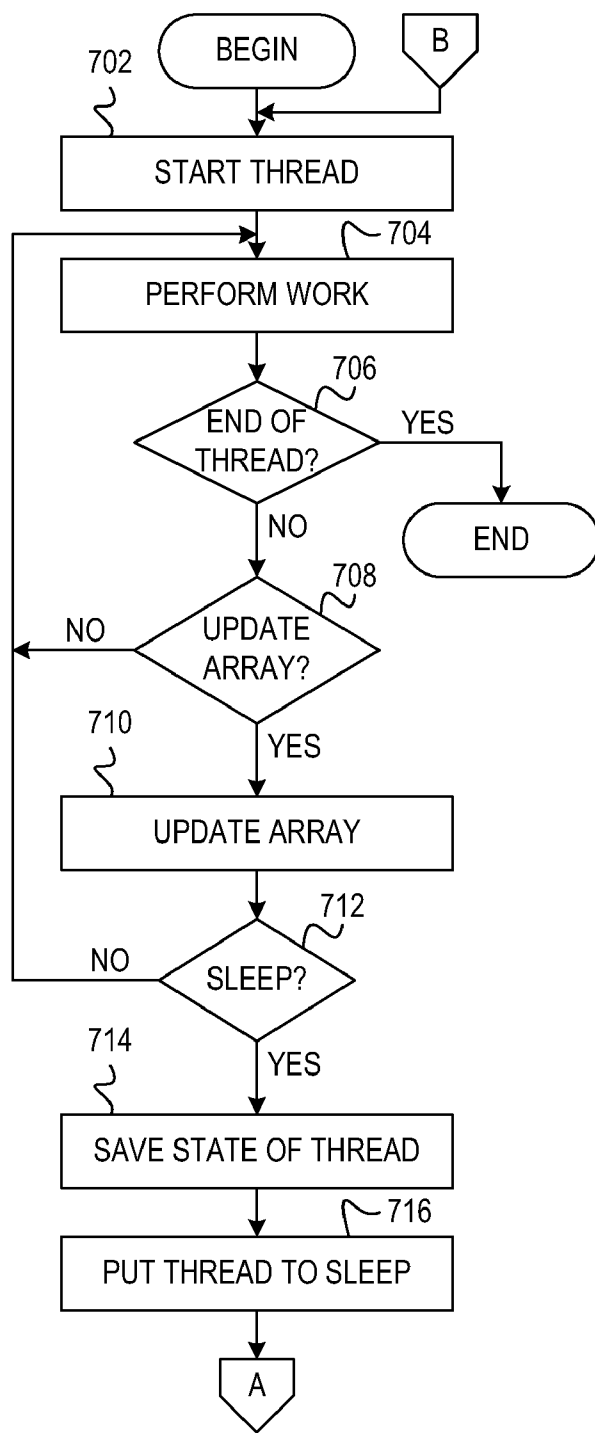 BEGIN
B
702
START THREAD
704
PERFORM WORK
706
END OF
THREAD?
YES
END
NO
708
UPDATE
ARRAY?
NO
YES
710
UPDATE ARRAY
712
SLEEP?
NO
YES
714
SAVE STATE OF THREAD
716
PUT THREAD TO SLEEP
A